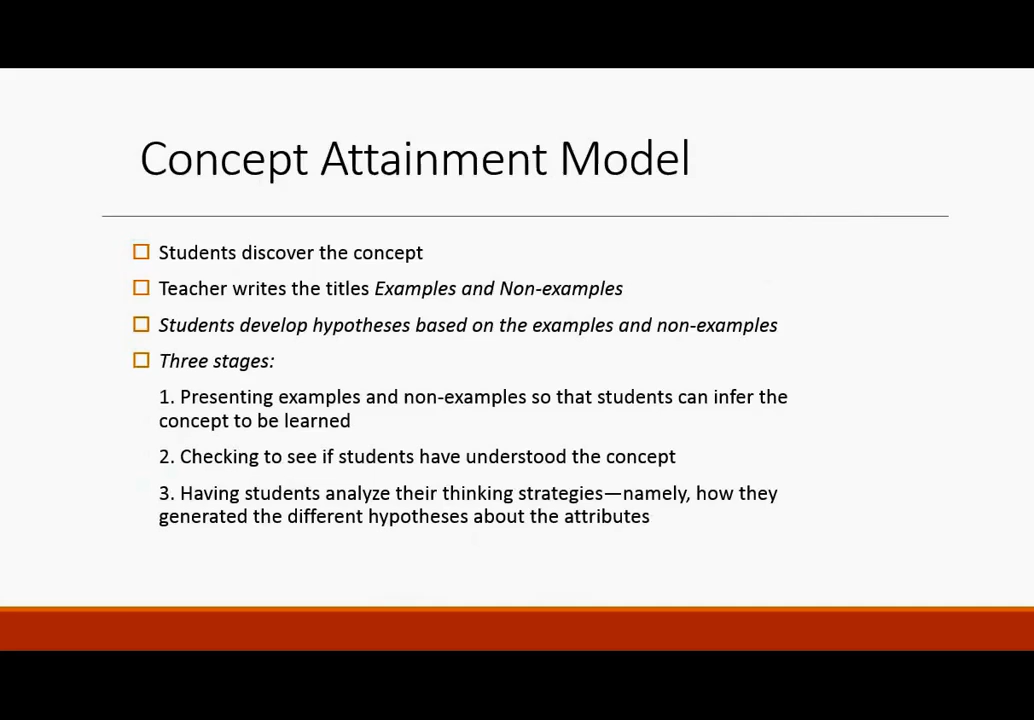 Concept Attainment Model
Students discover the concept
Teacher writes the titles Examples and Non-examples
Students develop hypotheses based on the examples and non-examples
Three stages:
1. Presenting examples and non-examples so that students can infer the
concept to be learned
2. Checking to see if students have understood the concept
3. Having students analyze their thinking strategies—namely, how they
generated the different hypotheses about the attributes